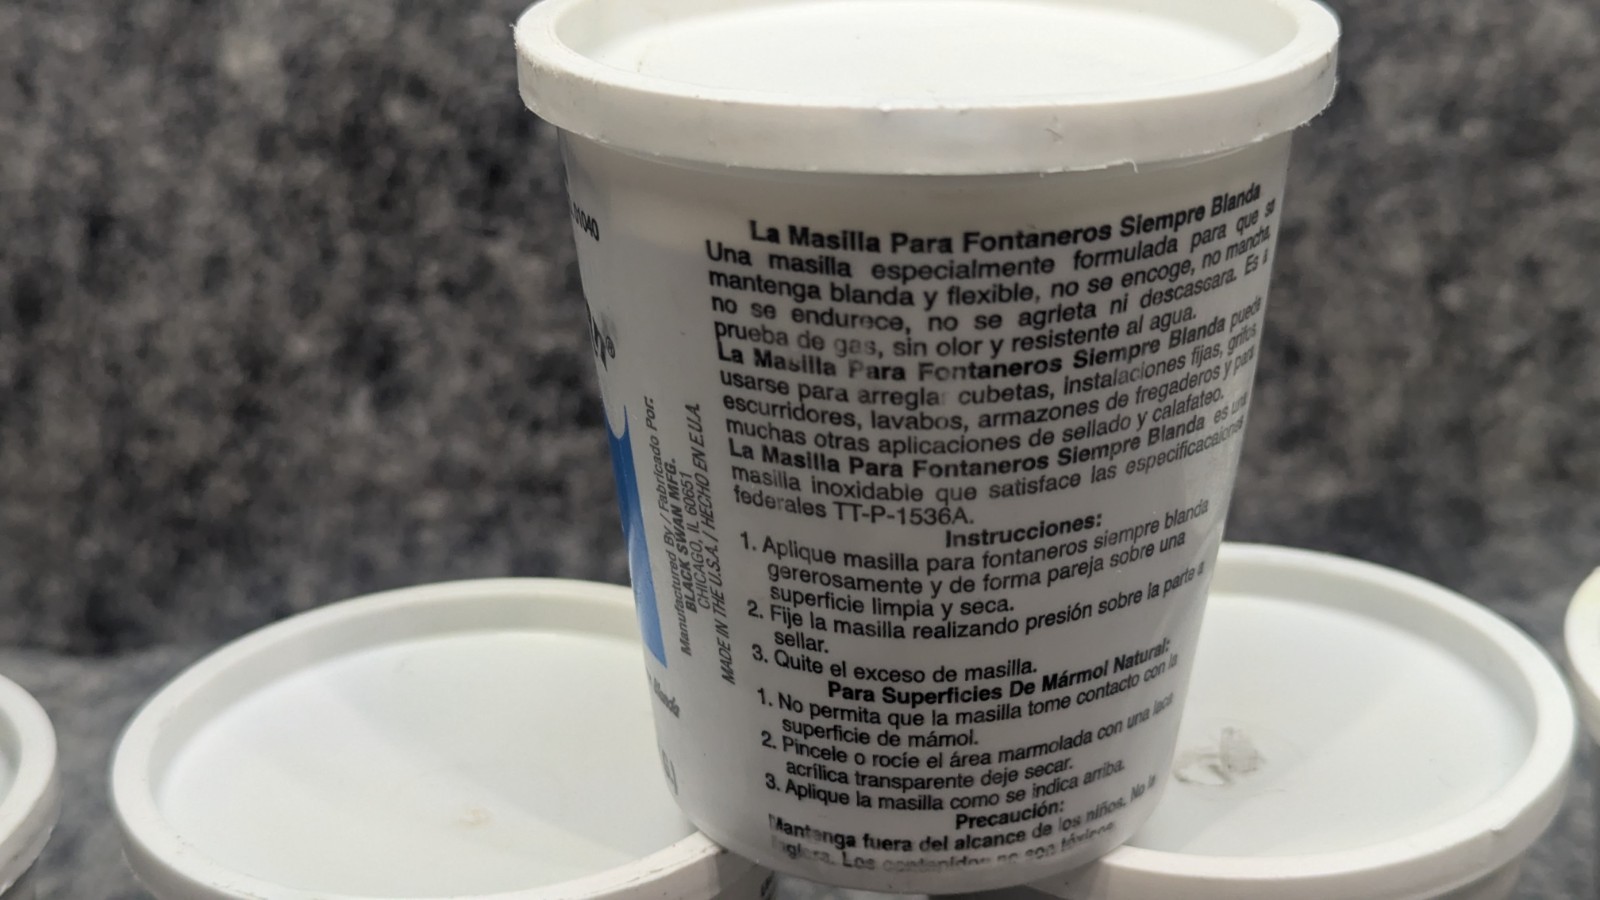 01040
®
Manufactured By / Fabricado Por:
BLACK SWAN MFG.
CHICAGO, IL 60651
MADE IN THE U.S.A. / HECHO EN E.U.A.
La Masilla Para Fontaneros Siempre Blanda
Una masilla especialmente formulada para que se
mantenga blanda y flexible, no se encoge, no mancha,
no se endurece, no se agrieta ni descascara. Es a
prueba de gas, sin olor y resistente al agua.
La Masilla Para Fontaneros Siempre Blanda puede
usarse para arreglar cubetas, instalaciones fijas, grifos,
escurridores, lavabos, armazones de fregaderos y para
muchas otras aplicaciones de sellado y calafateo.
La Masilla Para Fontaneros Siempre Blanda es una
masilla inoxidable que satisface las especificacaiones
federales TT-P-1536A.
Instrucciones:
1. Aplique masilla para fontaneros siempre blanda
gererosamente y de forma pareja sobre una
superficie limpia y seca.
2. Fije la masilla realizando presión sobre la parte a
sellar.
3. Quite el exceso de masilla.
Para Superficies De Mármol Natural:
1. No permita que la masilla tome contacto con la
superficie de mámol.
2. Pincele o rocíe el área marmolada con una laca
acrílica transparente deje secar.
3. Aplique la masilla como se indica arriba.
Precaución:
Mantenga fuera del alcance de los niños. No la
Los contenidos no son tóxicos.